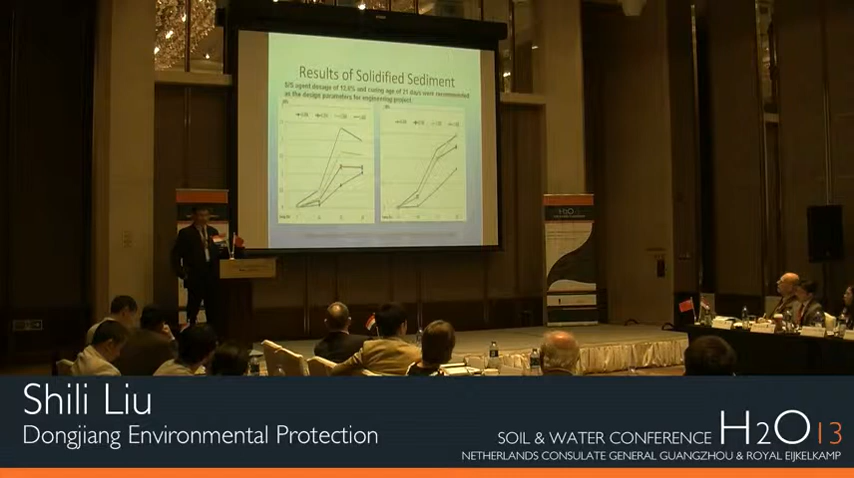 Results of Solidified Sediment
S/S agent dosage of 12.6% and curing age of 21 days were recommended
as the design parameters for engineering project
H2O
Shili Liu
Dongjiang Environmental Protection
SOIL & WATER CONFERENCE H2O13
NETHERLANDS CONSULATE GENERAL GUANGZHOU & ROYAL EIJKELKAMP